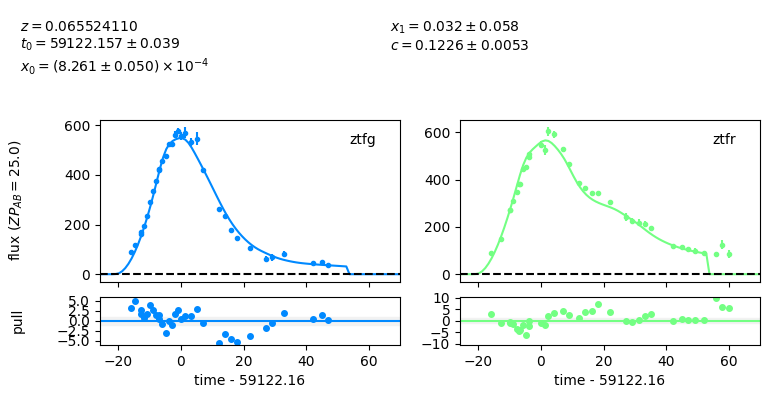 z = 0.065524110
t₀ = 59122.157 ± 0.039
x₀ = (8.261 ± 0.050) × 10⁻⁴
x₁ = 0.032 ± 0.058
c = 0.1226 ± 0.0053
flux (ZP_AB = 25.0)
600
400
200
0
ztfg
600
400
200
0
ztfr
pull
5.0
2.5
0.0
−2.5
−5.0
−20
0
20
40
60
time - 59122.16
10
5
0
−5
−10
−20
0
20
40
60
time - 59122.16